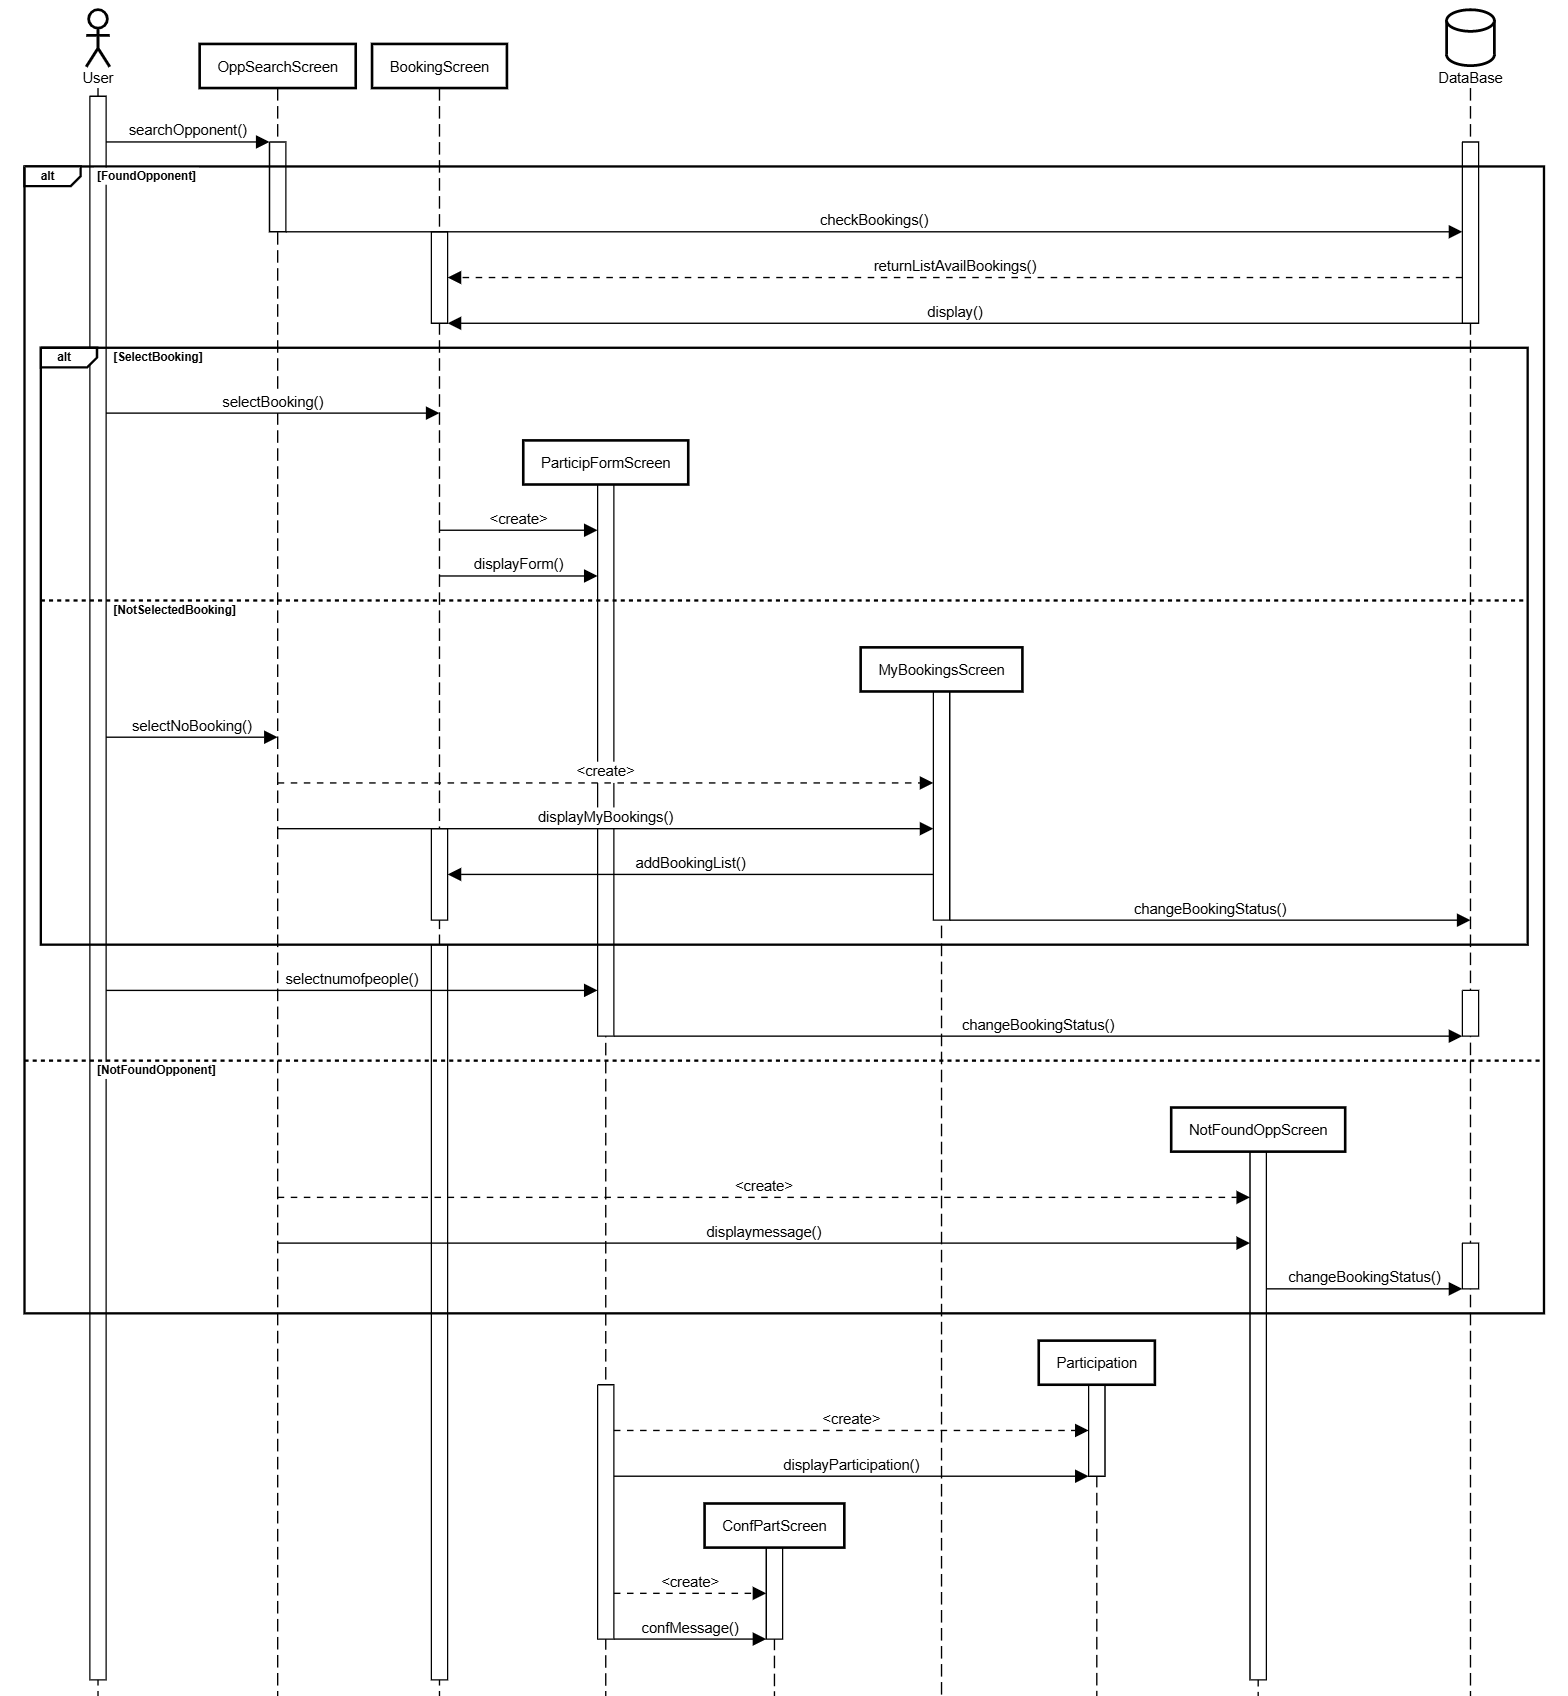 User
OppSearchScreen
BookingScreen
DataBase
searchOpponent()
alt
[FoundOpponent]
checkBookings()
returnListAvailBookings()
display()
alt
[SelectBooking]
selectBooking()
ParticipFormScreen
<create>
displayForm()
[NotSelectedBooking]
MyBookingsScreen
selectNoBooking()
<create>
displayMyBookings()
addBookingList()
changeBookingStatus()
selectnumofpeople()
changeBookingStatus()
[NotFoundOpponent]
NotFoundOppScreen
<create>
displaymessage()
changeBookingStatus()
Participation
<create>
displayParticipation()
ConfPartScreen
<create>
confMessage()